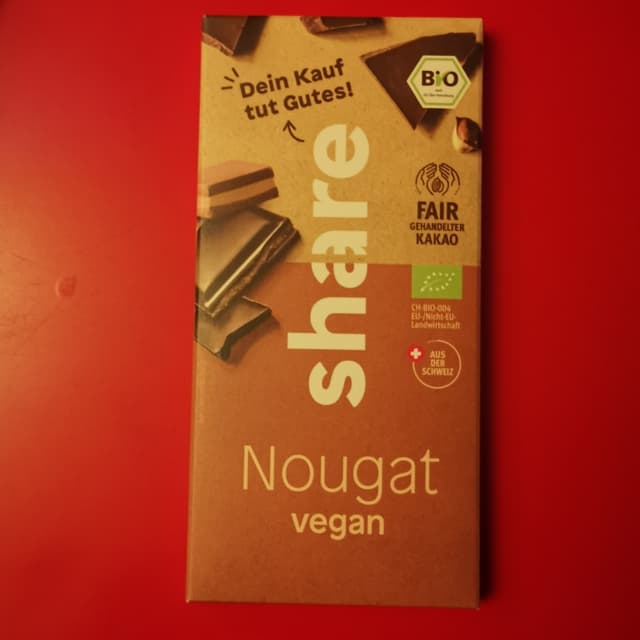 Dein Kauf
tut Gutes!
BiO
share
FAIR
GEHANDELTER
KAKAO
CH-BIO-004
EU-/Nicht-EU-
Landwirtschaft
AUS
DER
SCHWEIZ
Nougat
vegan